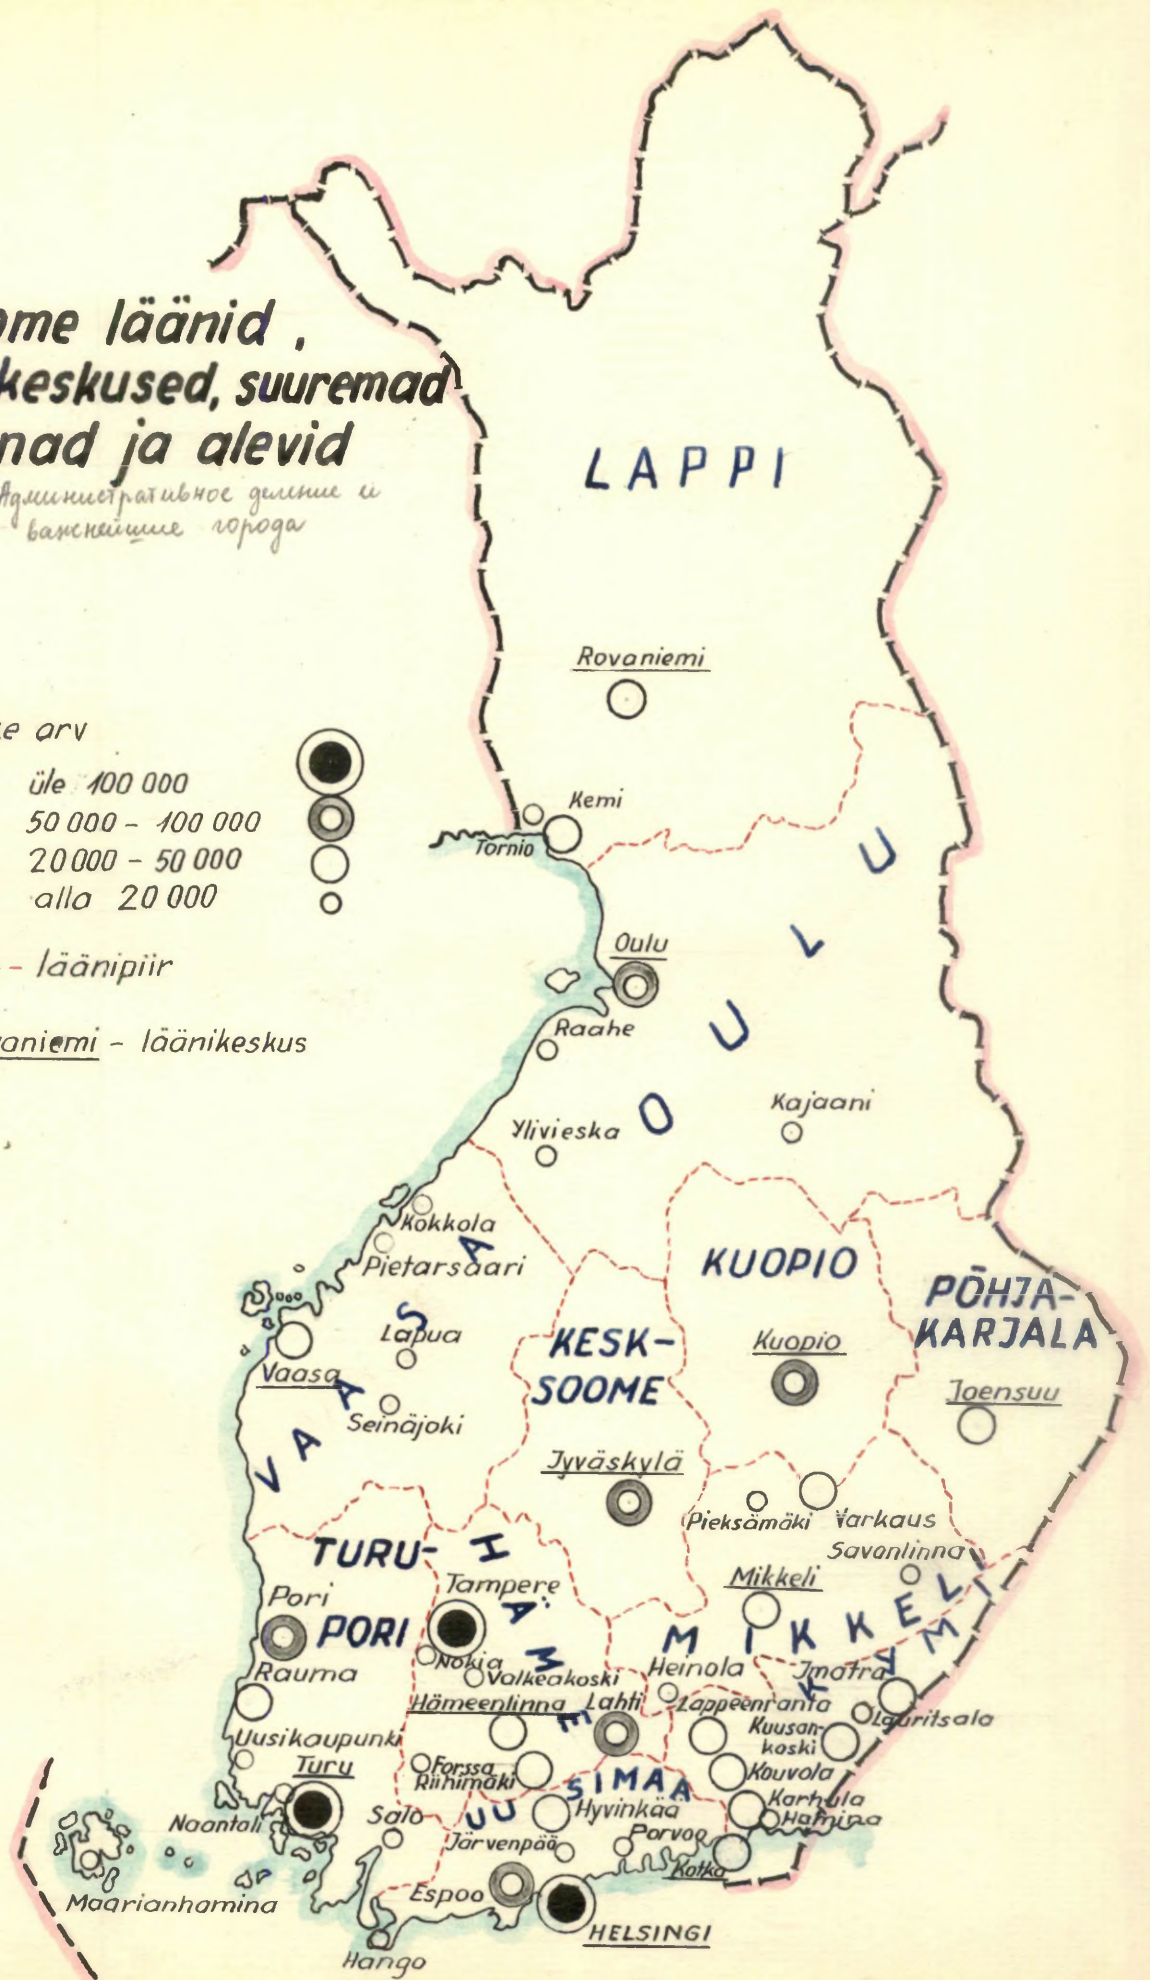 ome läänid,
keskused, suuremad
nad ja alevid
Административное деление и
важнейшие города
e arv
üle 100 000
50 000 - 100 000
20 000 - 50 000
alla 20 000
- läänipiir
aniemi - läänikeskus
LAPPI
Rovaniemi
Kemi
Tornio
OULU
Oulu
Raahe
Kajaani
Ylivieska
Kokkola
Pietarsaari
VAASA
Lapua
Vaasa
Seinäjoki
KESK-
SOOME
Jyväskylä
KUOPIO
Kuopio
PÕHJA-
KARJALA
Joensuu
Pieksämäki
Varkaus
Savonlinna
Mikkeli
MIKKELI
TURU-
PORI
Pori
Rauma
HÄME
Tampere
Nokia
Valkeakoski
Hämeenlinna
Lahti
Heinola
Imatra
KYMI
Lappeenranta
Lauritsala
Kuusan-
koski
Kouvola
Uusikaupunki
Turu
Forssa
Riihimäki
UUSIMAA
Hyvinkää
Karhula
Hamina
Naantali
Salo
Järvenpää
Porvoo
Kotka
Maarianhamina
Espoo
HELSINGI
Hango